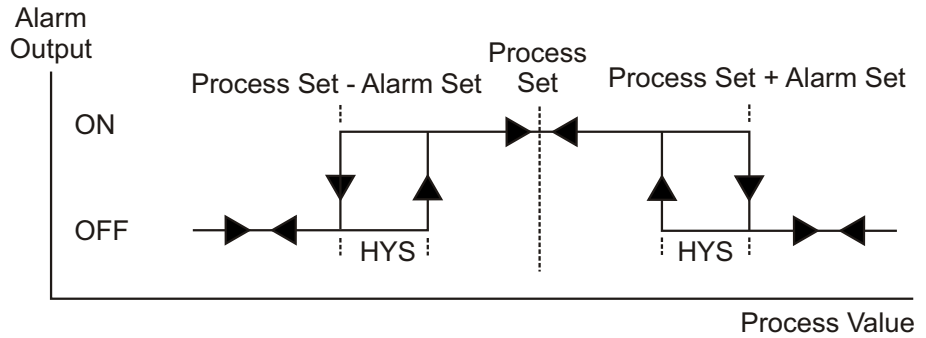 Alarm
Output
Process
Set
Process Set - Alarm Set
Process Set + Alarm Set
ON
OFF
HYS
HYS
Process Value